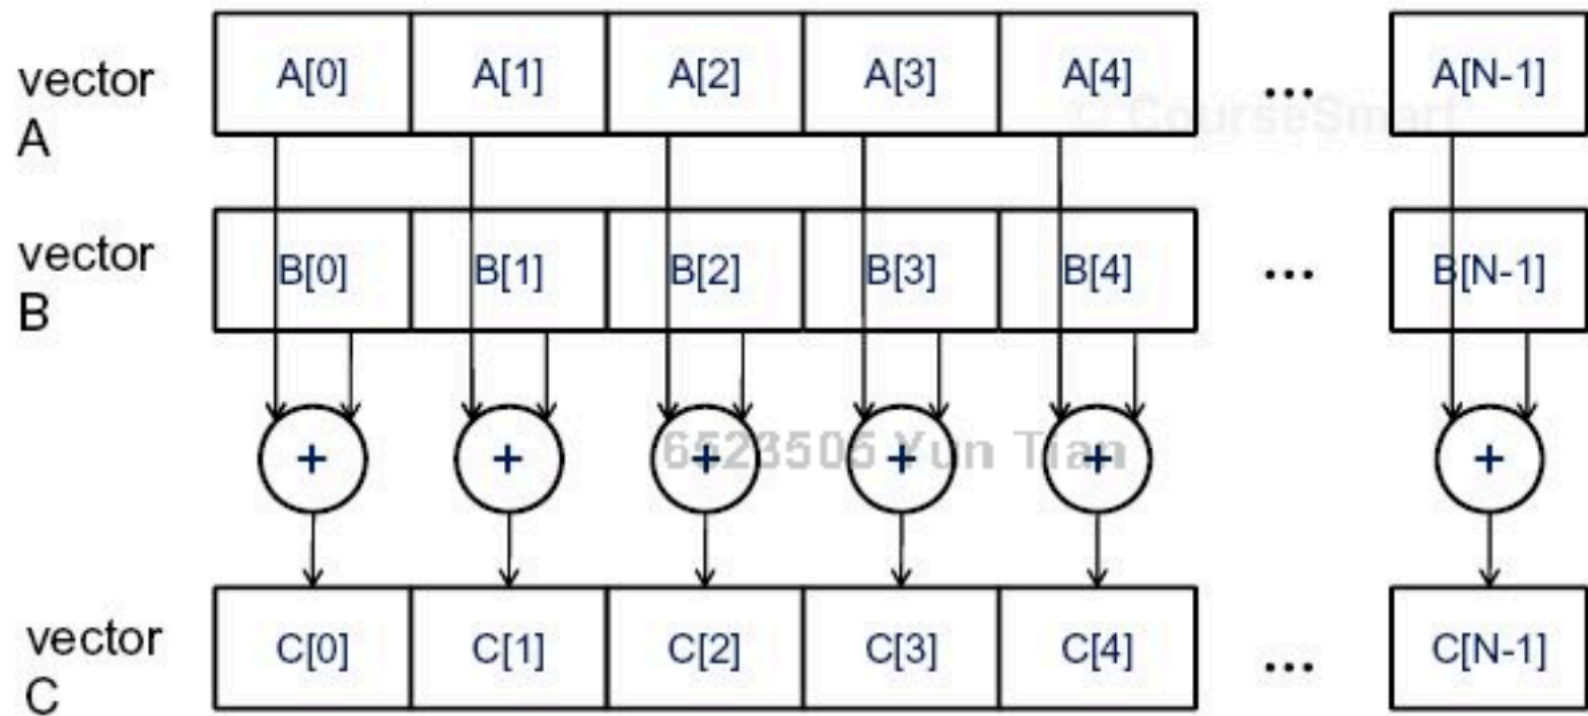 vector A
A[0] A[1] A[2] A[3] A[4] ... A[N-1]
© CourseSmart
vector B
B[0] B[1] B[2] B[3] B[4] ... B[N-1]
+ + + + + +
6523505 Yun Tian
vector C
C[0] C[1] C[2] C[3] C[4] ... C[N-1]